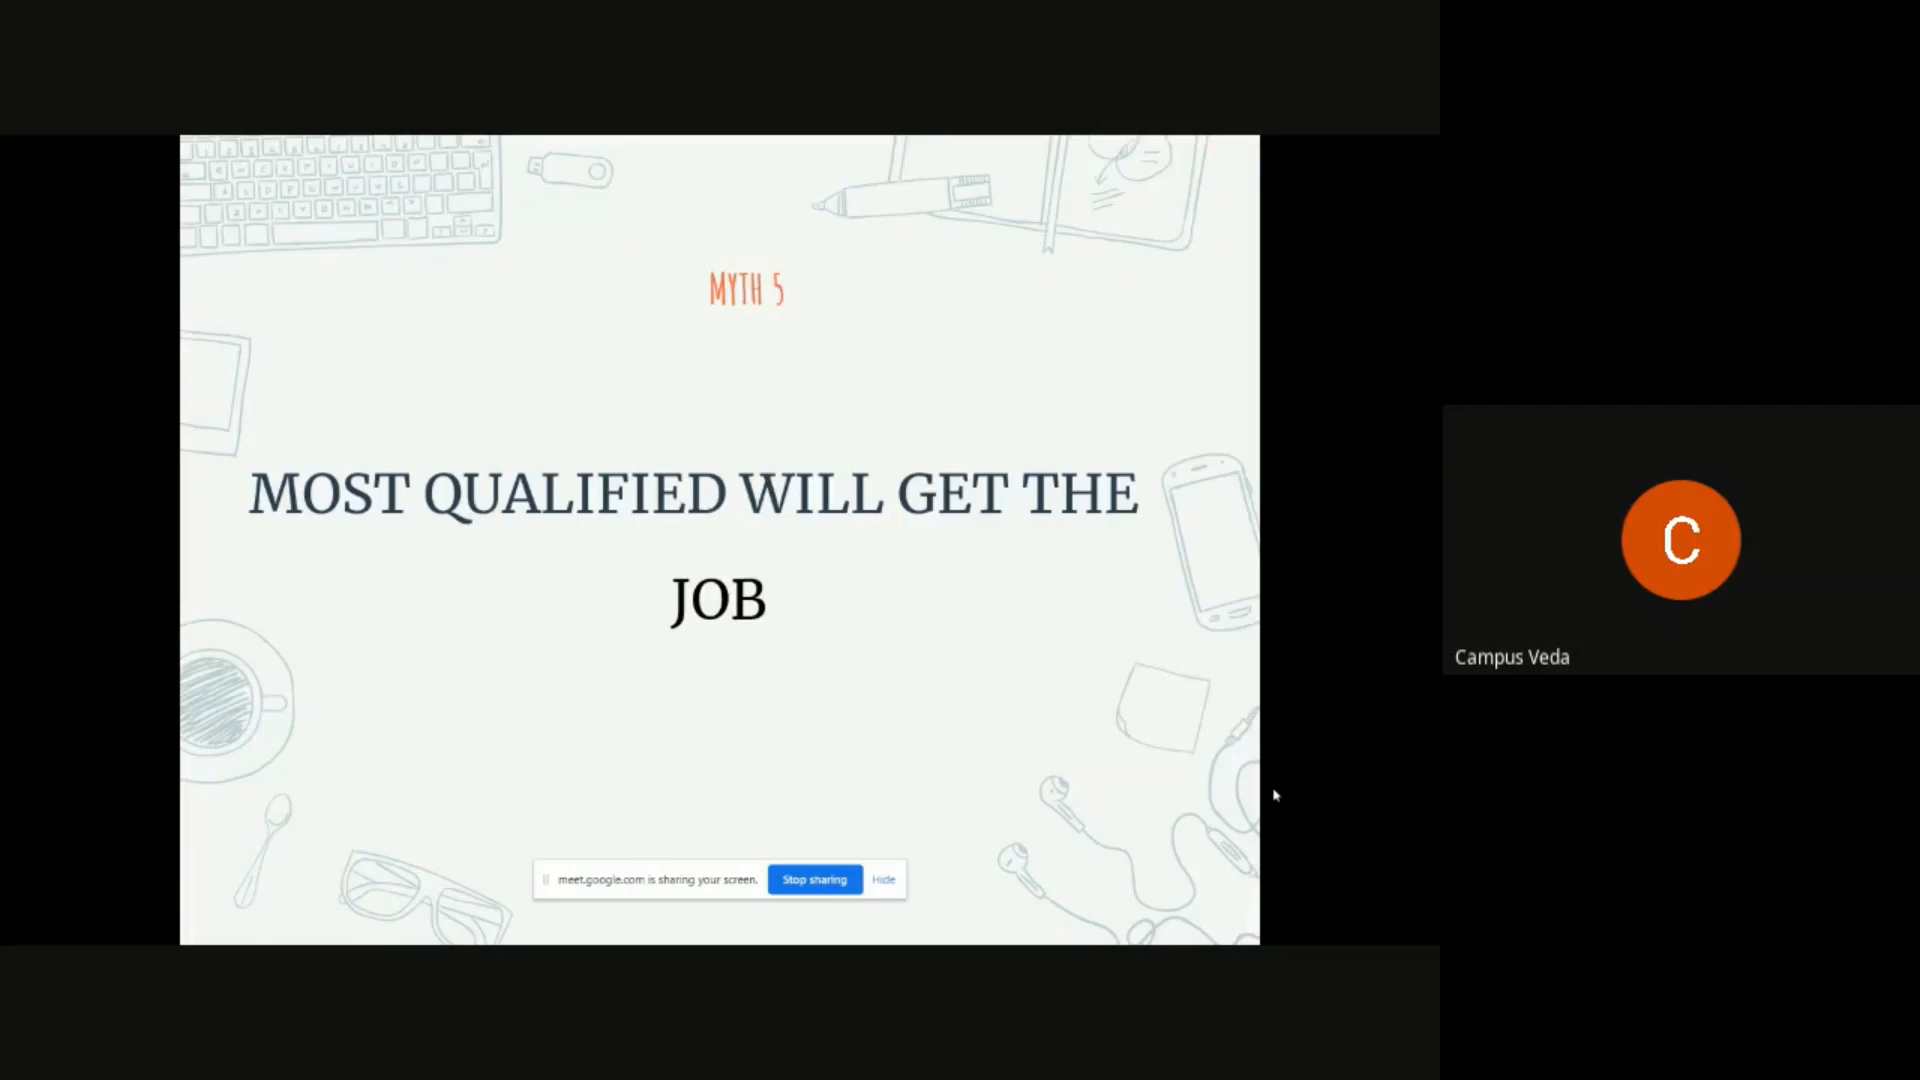 MYTH 5
MOST QUALIFIED WILL GET THE
JOB
meet.google.com is sharing your screen.
Stop sharing
Hide
C
Campus Veda